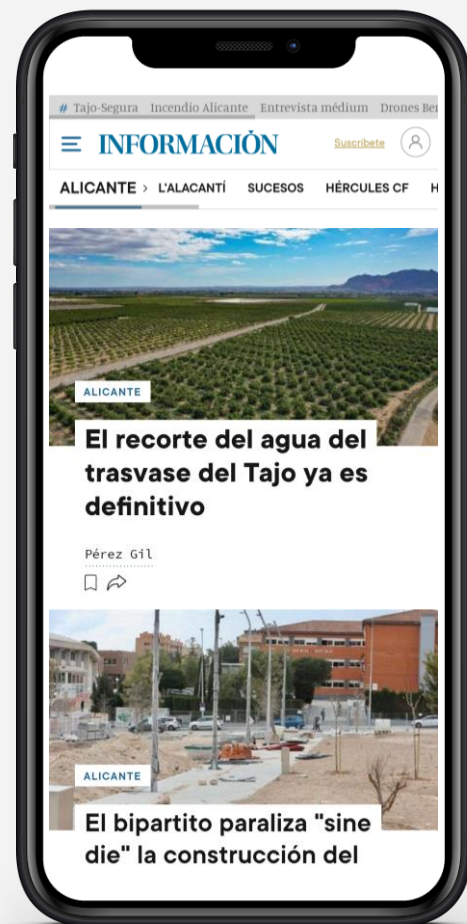 # Tajo-Segura Incendio Alicante Entrevista médium Drones Ber
INFORMACIÓN Suscríbete
ALICANTE > L'ALACANTÍ SUCESOS HÉRCULES CF H
ALICANTE
El recorte del agua del
trasvase del Tajo ya es
definitivo
Pérez Gil
ALICANTE
El bipartito paraliza "sine
die" la construcción del